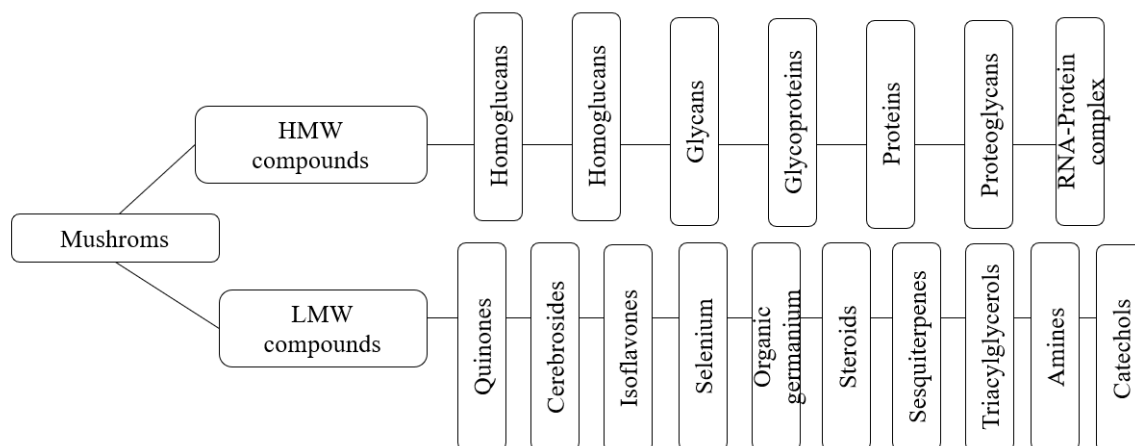 HMW
compounds
Homoglucans
Homoglucans
Glycans
Glycoproteins
Proteins
Proteoglycans
RNA-Protein
complex
Mushroms
LMW
compounds
Quinones
Cerebrosides
Isoflavones
Selenium
Organic
germanium
Steroids
Sesquiterpenes
Triacylglycerols
Amines
Catechols